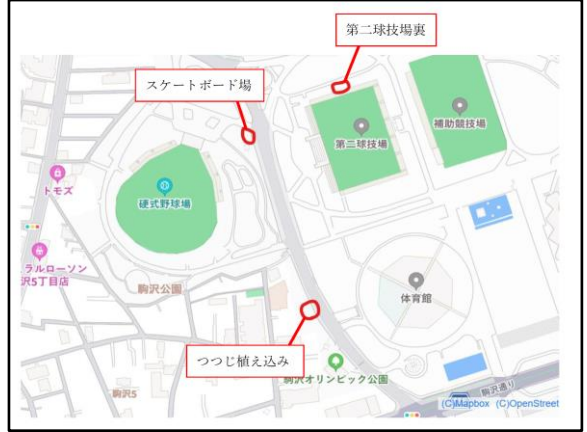 第二球技場裏
スケートボード場
補助競技場
第二球技場
トモズ
硬式野球場
ラルローソン
沢5丁目店
駒沢公園
体育館
つつじ植え込み
駒沢オリンピック公園
駒沢5
駒沢通り
(C)Mapbox (C)OpenStreet